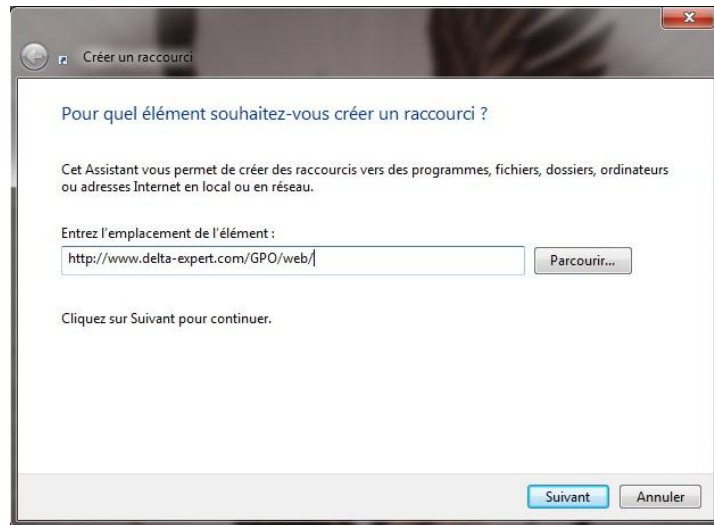 Créer un raccourci
Pour quel élément souhaitez-vous créer un raccourci ?
Cet Assistant vous permet de créer des raccourcis vers des programmes, fichiers, dossiers, ordinateurs
ou adresses Internet en local ou en réseau.
Entrez l'emplacement de l'élément :
http://www.delta-expert.com/GPO/web/
Parcourir...
Cliquez sur Suivant pour continuer.
Suivant
Annuler